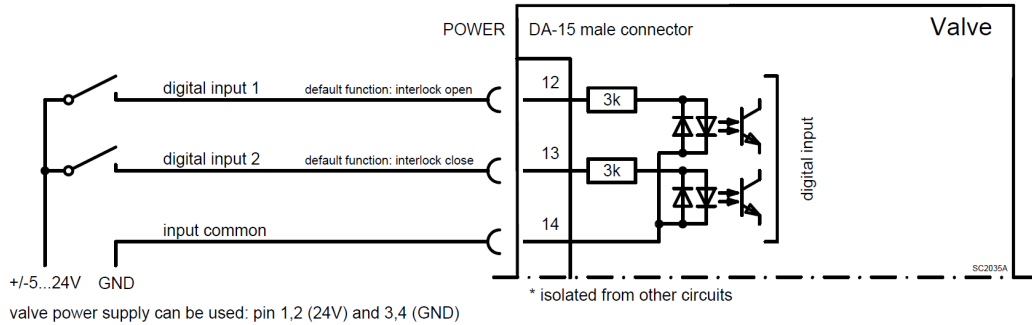 POWER DA-15 male connector Valve
digital input 1 default function: interlock open 12
3k
digital input 2 default function: interlock close 13
3k
digital input
input common 14
+/-5...24V GND
SC2035A
* isolated from other circuits
valve power supply can be used: pin 1,2 (24V) and 3,4 (GND)